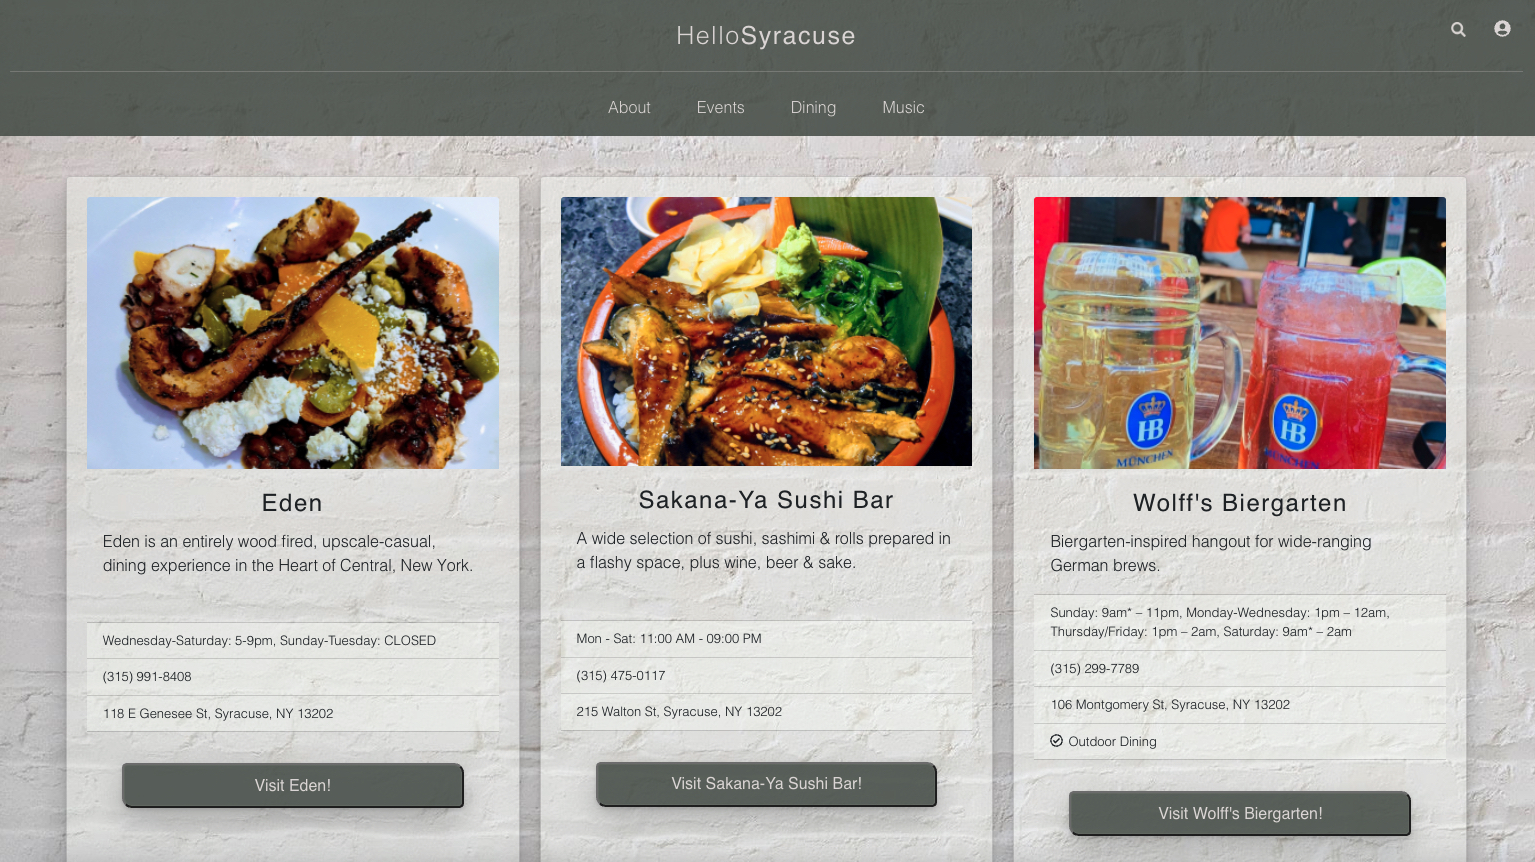 HelloSyracuse
About
Events
Dining
Music
Eden
Eden is an entirely wood fired, upscale-casual,
dining experience in the Heart of Central, New York.
Wednesday-Saturday: 5-9pm, Sunday-Tuesday: CLOSED
(315) 991-8408
118 E Genesee St, Syracuse, NY 13202
Visit Eden!
Sakana-Ya Sushi Bar
A wide selection of sushi, sashimi & rolls prepared in
a flashy space, plus wine, beer & sake.
Mon - Sat: 11:00 AM - 09:00 PM
(315) 475-0117
215 Walton St, Syracuse, NY 13202
Visit Sakana-Ya Sushi Bar!
HB
MÜNCHEN
HB
MÜNCHEN
Wolff's Biergarten
Biergarten-inspired hangout for wide-ranging
German brews.
Sunday: 9am* – 11pm, Monday-Wednesday: 1pm – 12am,
Thursday/Friday: 1pm – 2am, Saturday: 9am* – 2am
(315) 299-7789
106 Montgomery St, Syracuse, NY 13202
Outdoor Dining
Visit Wolff's Biergarten!